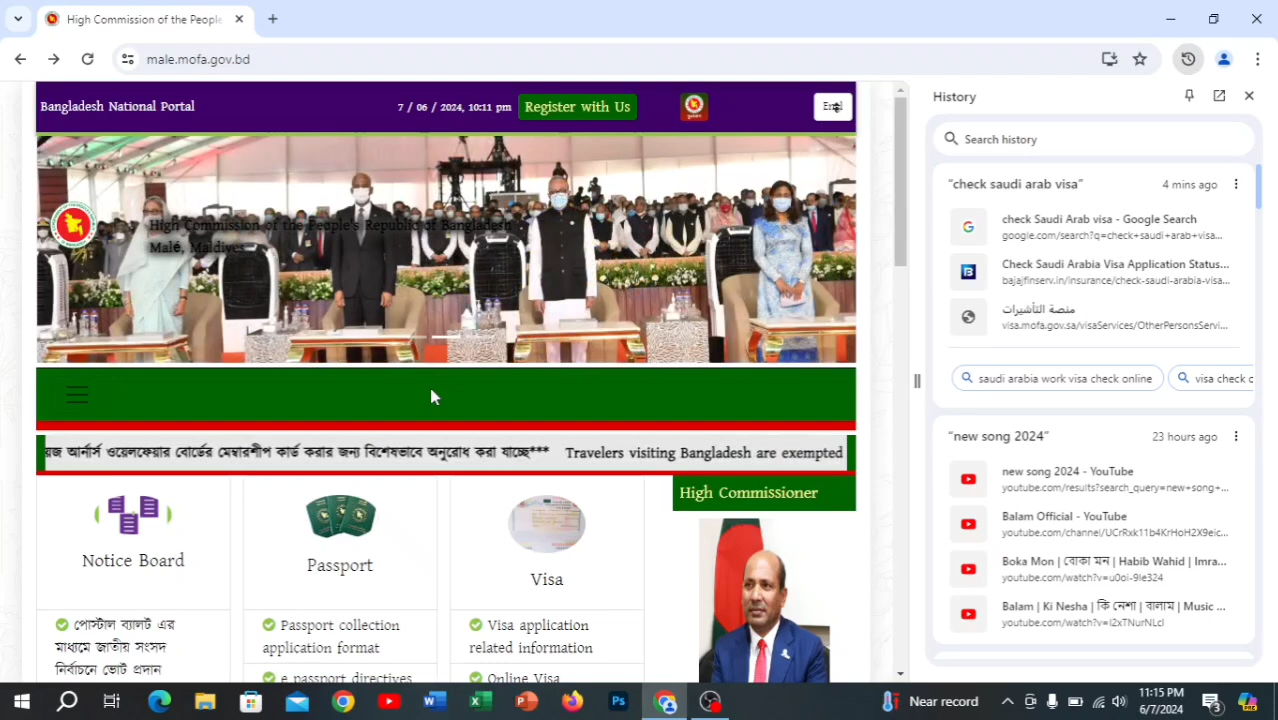 High Commission of the People
male.mofa.gov.bd
Bangladesh National Portal
7 / 06 / 2024, 10:11 pm
Register with Us
High Commission of the People's Republic of Bangladesh
Malé, Maldives
য়েজ আর্নার্স ওয়েলফেয়ার বোর্ডের মেম্বারশীপ কার্ড করার জন্য বিশেষভাবে অনুরোধ করা যাচ্ছে*** Travelers visiting Bangladesh are exempted
Notice Board
পোস্টাল ব্যালট এর
মাধ্যমে জাতীয় সংসদ
নির্বাচনে ভোট প্রদান
Passport
Passport collection
application format
e passport directives
Visa
Visa application
related information
Online Visa
High Commissioner
History
Search history
"check saudi arab visa"
4 mins ago
check Saudi Arab visa - Google Search
google.com/search?q=check+saudi+arab+visa...
Check Saudi Arabia Visa Application Status...
bajajfinserv.in/insurance/check-saudi-arabia-visa...
منصة التأشيرات
visa.mofa.gov.sa/visaServices/OtherPersonsServi...
saudi arabia work visa check online
visa check c
"new song 2024"
23 hours ago
new song 2024 - YouTube
youtube.com/results?search_query=new+song+...
Balam Official - YouTube
youtube.com/channel/UCrRxk11b4KrHoH2X9eic...
Boka Mon | বোকা মন | Habib Wahid | Imra...
youtube.com/watch?v=u0oi-9Ie324
Balam | Ki Nesha | কি নেশা | বালাম | Music ...
youtube.com/watch?v=I2xTNurNLcI
Near record
11:15 PM
6/7/2024
3